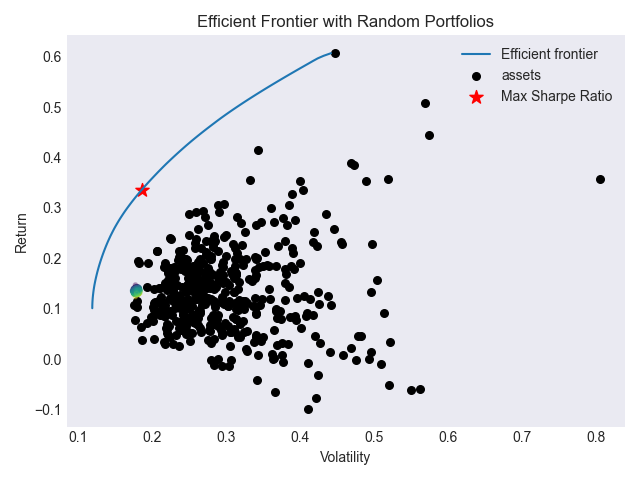 Efficient Frontier with Random Portfolios
Efficient frontier
assets
Max Sharpe Ratio
Return
0.6
0.5
0.4
0.3
0.2
0.1
0.0
−0.1
0.1 0.2 0.3 0.4 0.5 0.6 0.7 0.8
Volatility